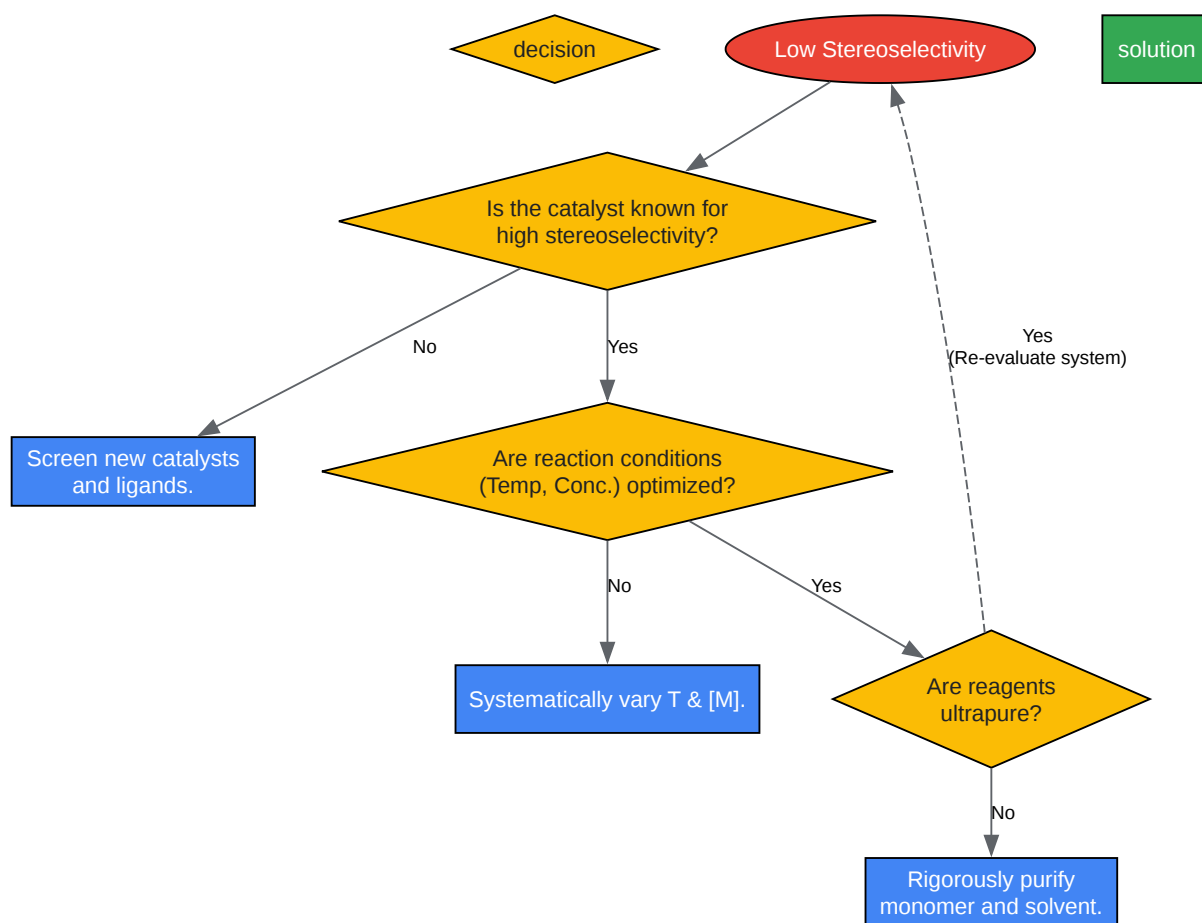 decision
Low Stereoselectivity
solution
Is the catalyst known for
high stereoselectivity?
No
Yes
Yes
(Re-evaluate system)
Screen new catalysts
and ligands.
Are reaction conditions
(Temp, Conc.) optimized?
No
Yes
Systematically vary T & [M].
Are reagents
ultrapure?
No
Rigorously purify
monomer and solvent.